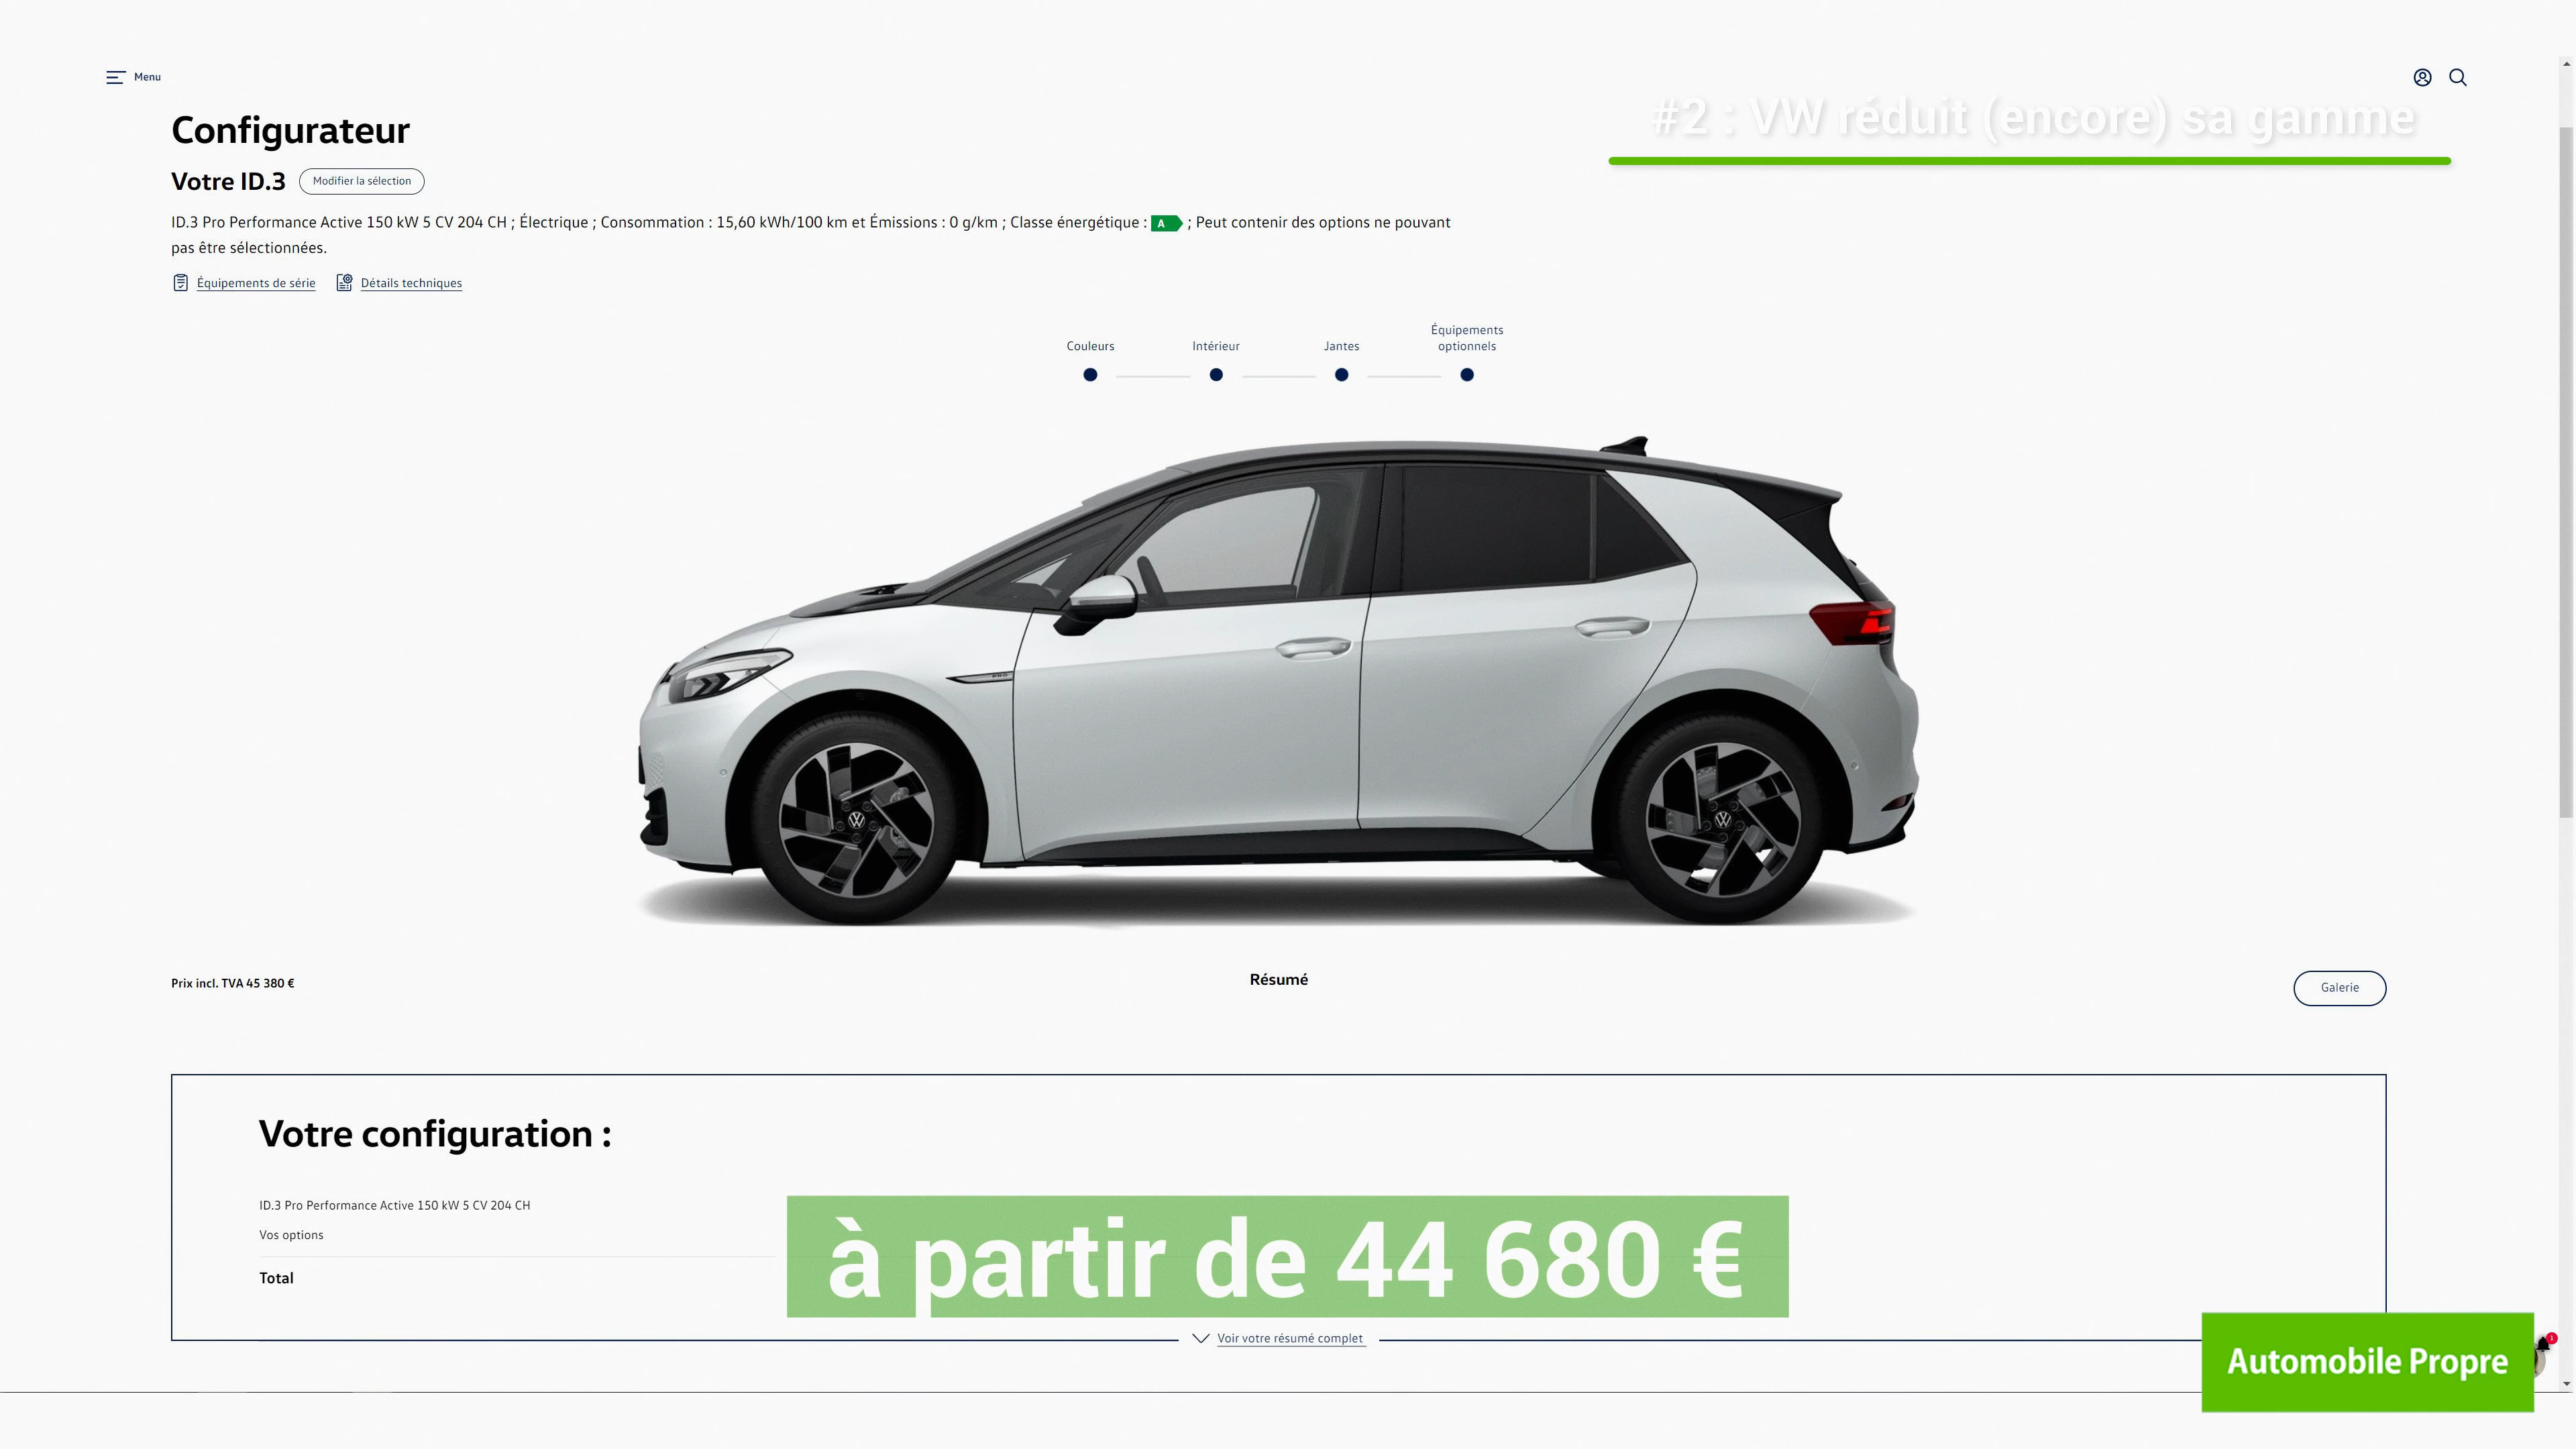 Menu
#2 : VW réduit (encore) sa gamme
Configurateur
Votre ID.3
Modifier la sélection
ID.3 Pro Performance Active 150 kW 5 CV 204 CH ; Électrique ; Consommation : 15,60 kWh/100 km et Émissions : 0 g/km ; Classe énergétique : A ; Peut contenir des options ne pouvant
pas être sélectionnées.
Équipements de série
Détails techniques
Couleurs
Intérieur
Jantes
Équipements
optionnels
PRO
Prix incl. TVA 45 380 €
Résumé
Galerie
Votre configuration :
ID.3 Pro Performance Active 150 kW 5 CV 204 CH
Vos options
Total
à partir de 44 680 €
Voir votre résumé complet
1
Automobile Propre